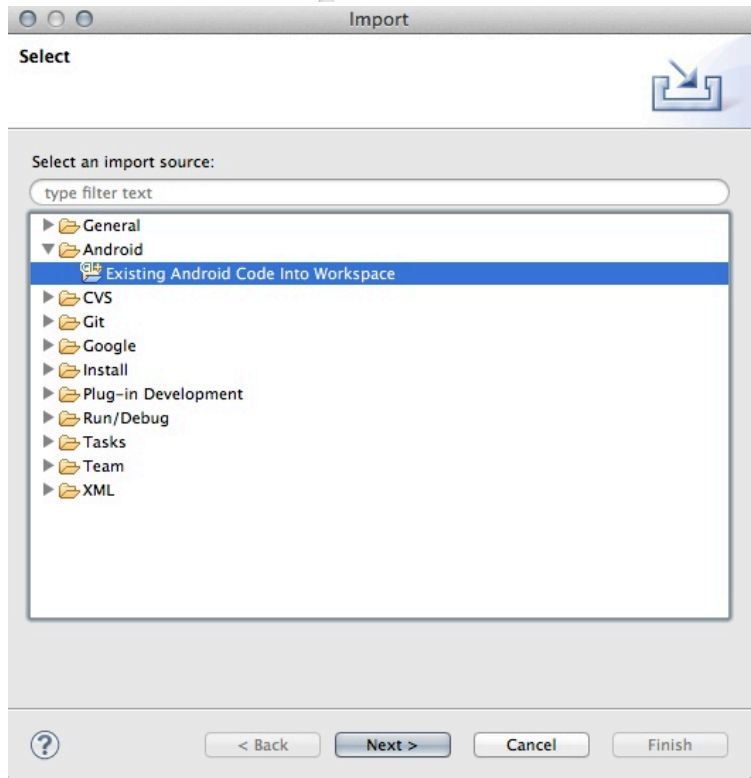 Import
Select
Select an import source:
type filter text
General
Android
Existing Android Code Into Workspace
CVS
Git
Google
Install
Plug-in Development
Run/Debug
Tasks
Team
XML
? < Back Next > Cancel Finish